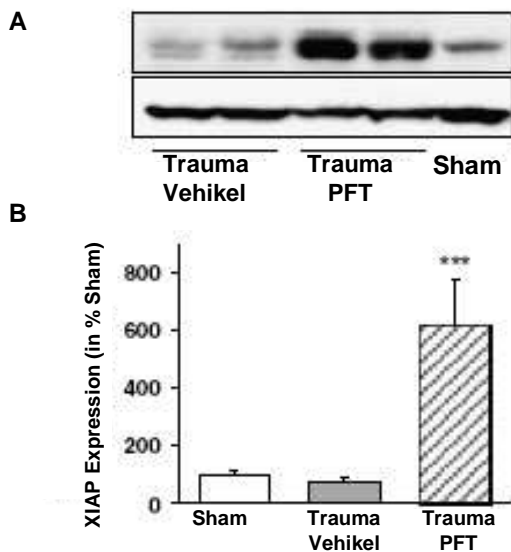 A
Trauma Trauma Sham
Vehikel PFT
B
XIAP Expression (in % Sham)
800
600
400
200
0
***
Sham Trauma Trauma
Vehikel PFT